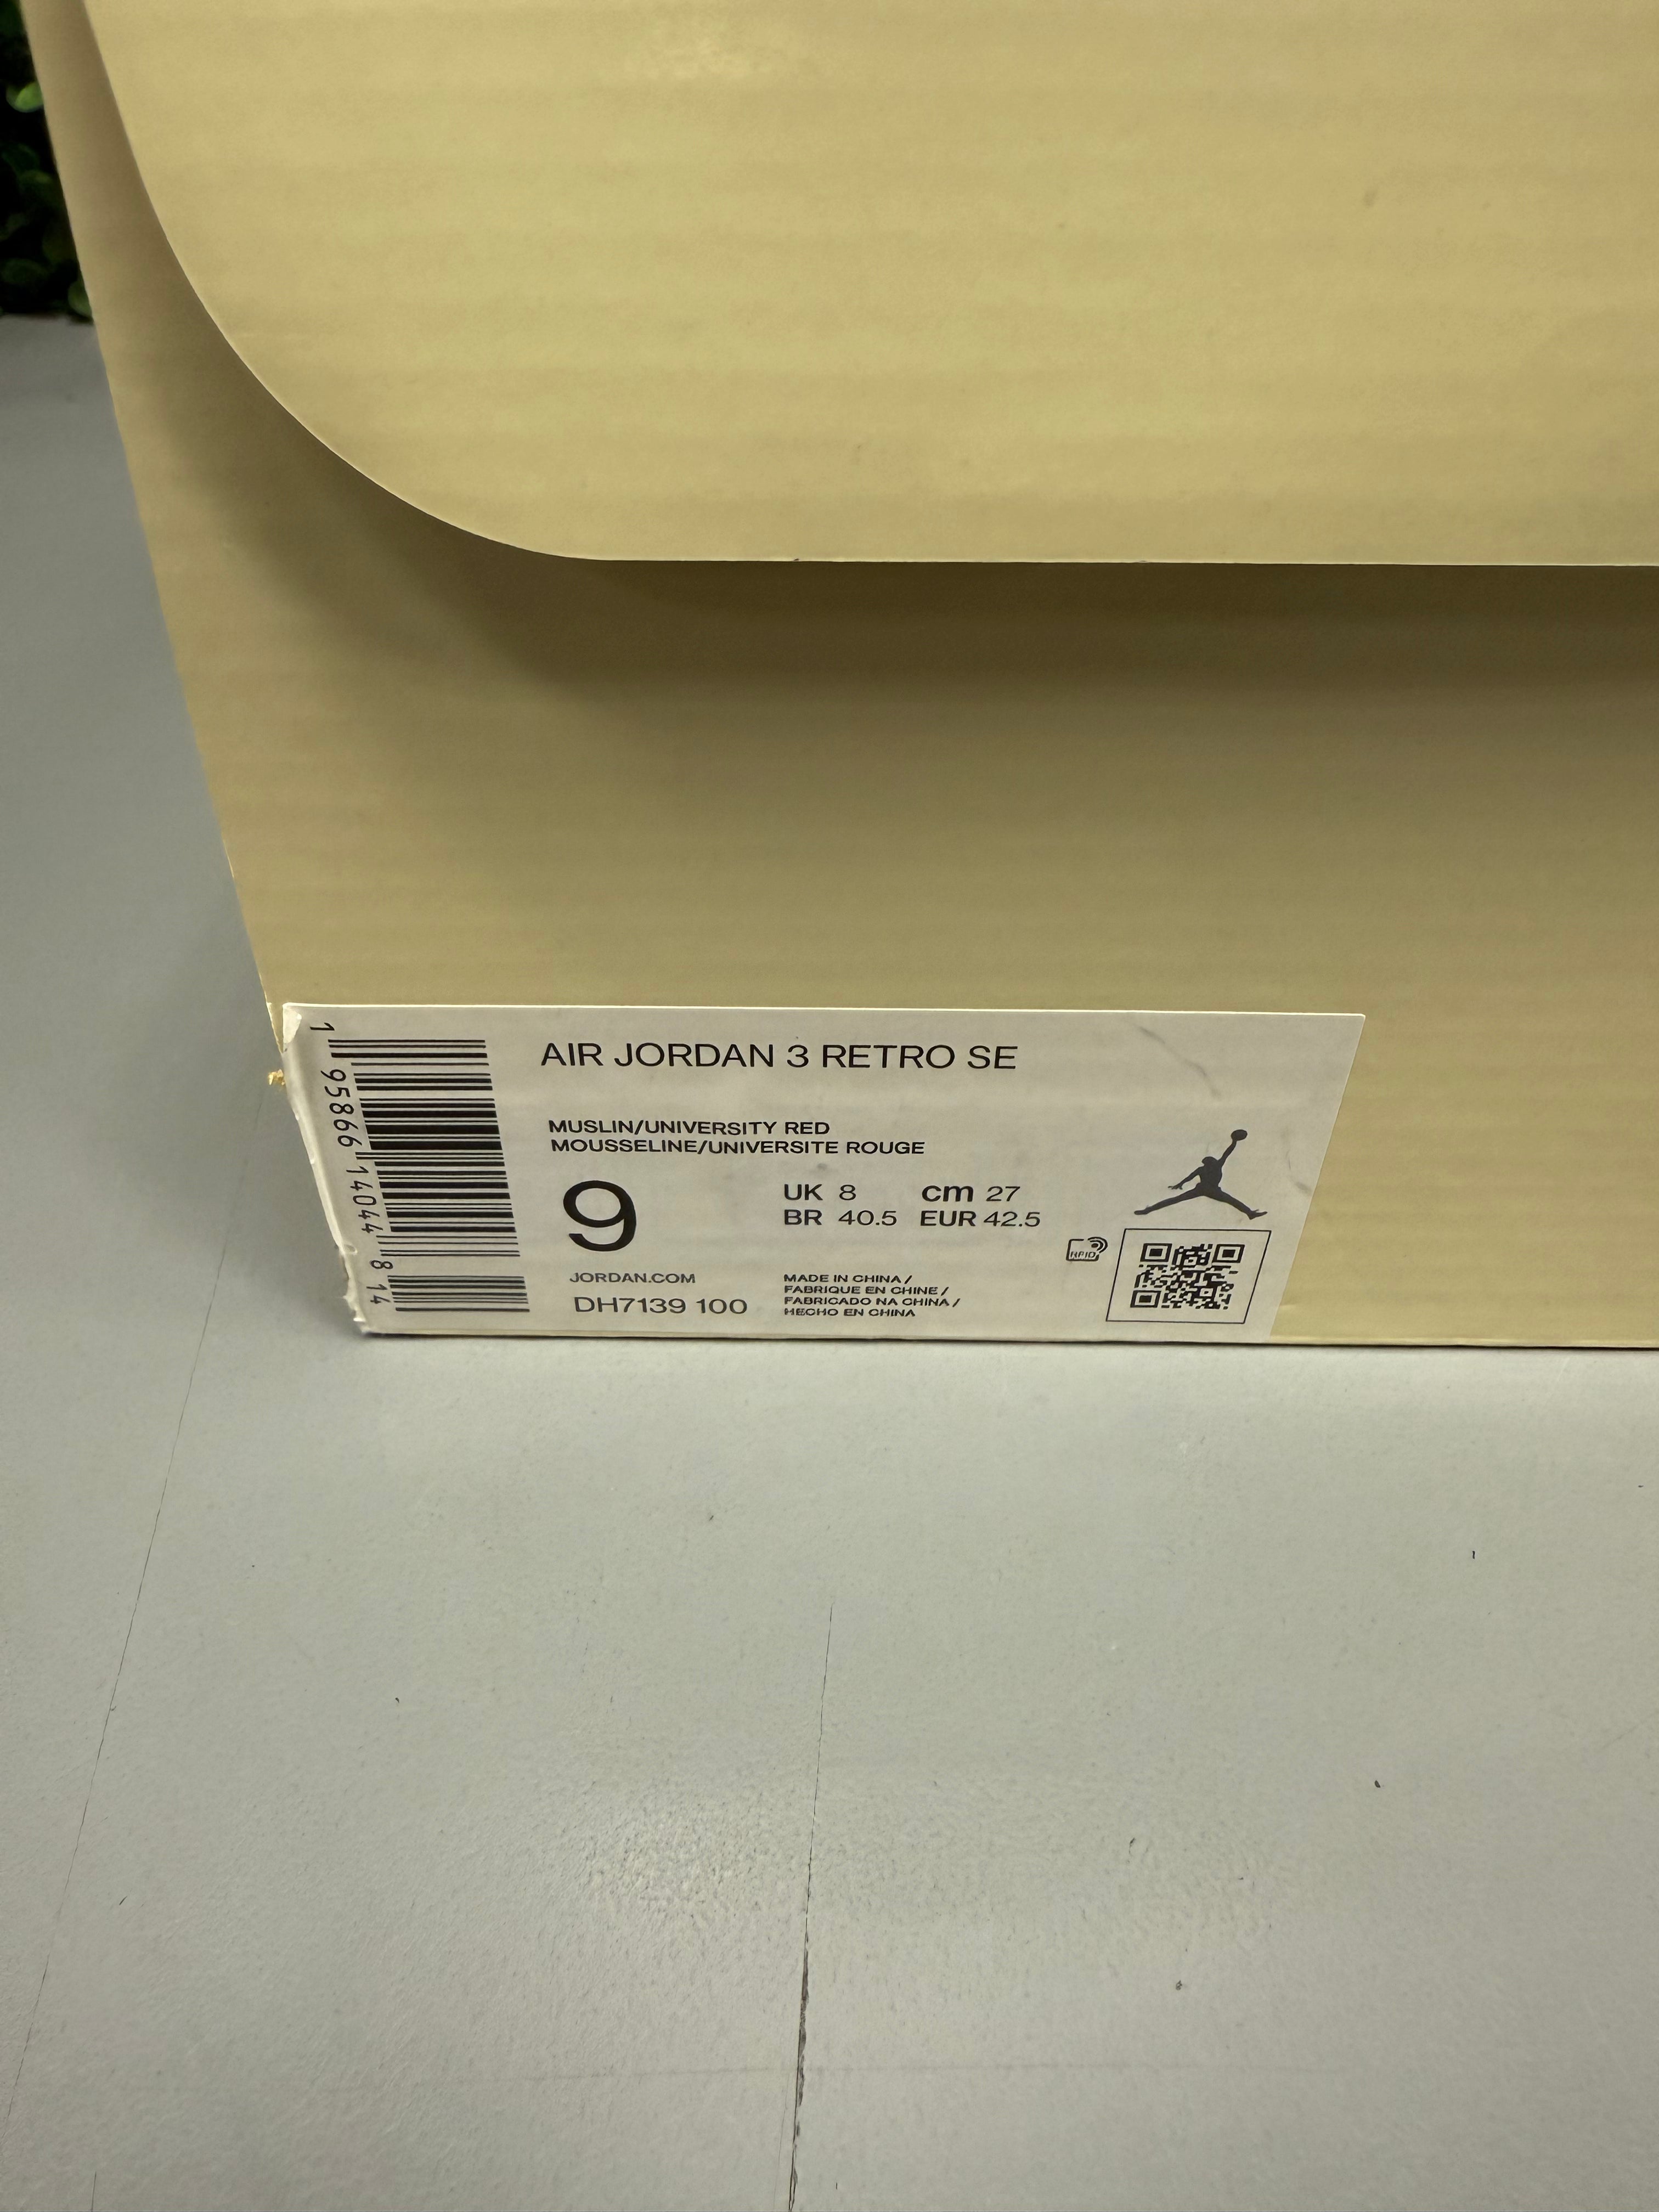 AIR JORDAN 3 RETRO SE
MUSLIN/UNIVERSITY RED
MOUSSELINE/UNIVERSITE ROUGE
9
UK 8 cm 27
BR 40.5 EUR 42.5
JORDAN.COM
DH7139 100
MADE IN CHINA /
FABRIQUE EN CHINE /
FABRICADO NA CHINA /
HECHO EN CHINA
RFID
1 95866 14044 8 14